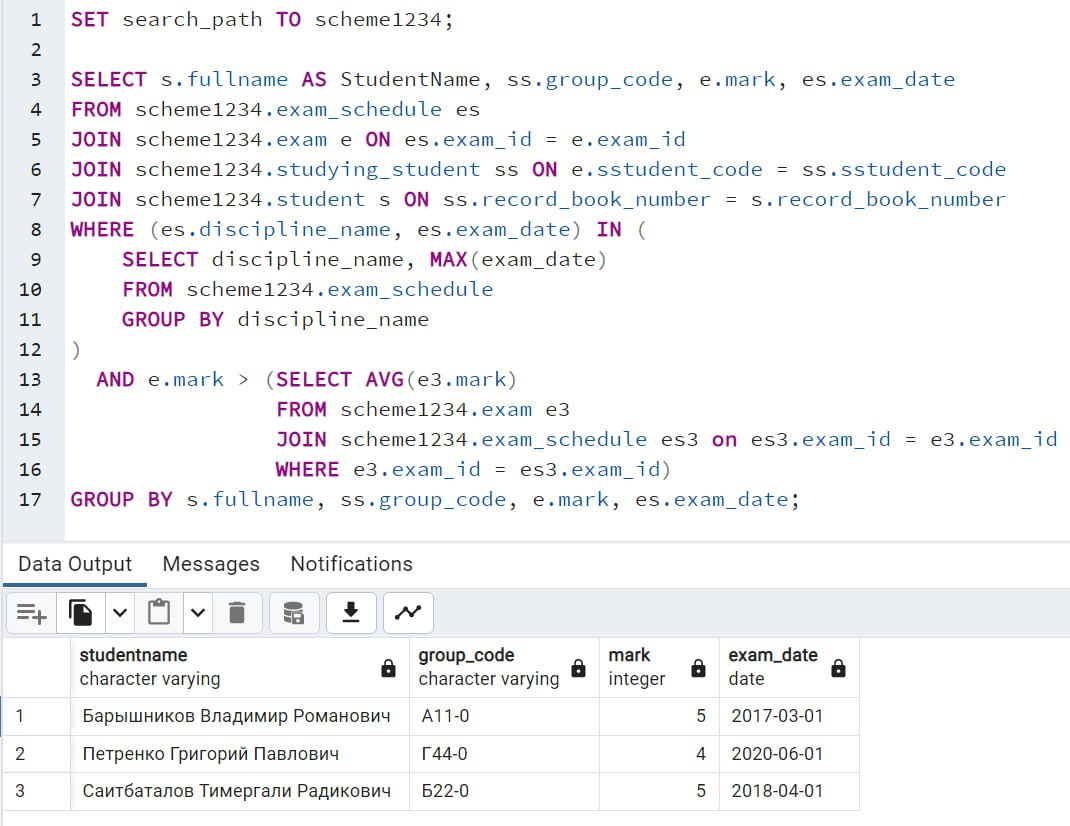 1 SET search_path TO scheme1234;
2
3 SELECT s.fullname AS StudentName, ss.group_code, e.mark, es.exam_date
4 FROM scheme1234.exam_schedule es
5 JOIN scheme1234.exam e ON es.exam_id = e.exam_id
6 JOIN scheme1234.studying_student ss ON e.sstudent_code = ss.sstudent_code
7 JOIN scheme1234.student s ON ss.record_book_number = s.record_book_number
8 WHERE (es.discipline_name, es.exam_date) IN (
9 SELECT discipline_name, MAX(exam_date)
10 FROM scheme1234.exam_schedule
11 GROUP BY discipline_name
12 )
13 AND e.mark > (SELECT AVG(e3.mark)
14 FROM scheme1234.exam e3
15 JOIN scheme1234.exam_schedule es3 on es3.exam_id = e3.exam_id
16 WHERE e3.exam_id = es3.exam_id)
17 GROUP BY s.fullname, ss.group_code, e.mark, es.exam_date;
Data Output Messages Notifications
studentname group_code mark exam_date
character varying character varying integer date
1 Барышников Владимир Романович А11-0 5 2017-03-01
2 Петренко Григорий Павлович Г44-0 4 2020-06-01
3 Саитбаталов Тимергали Радикович Б22-0 5 2018-04-01